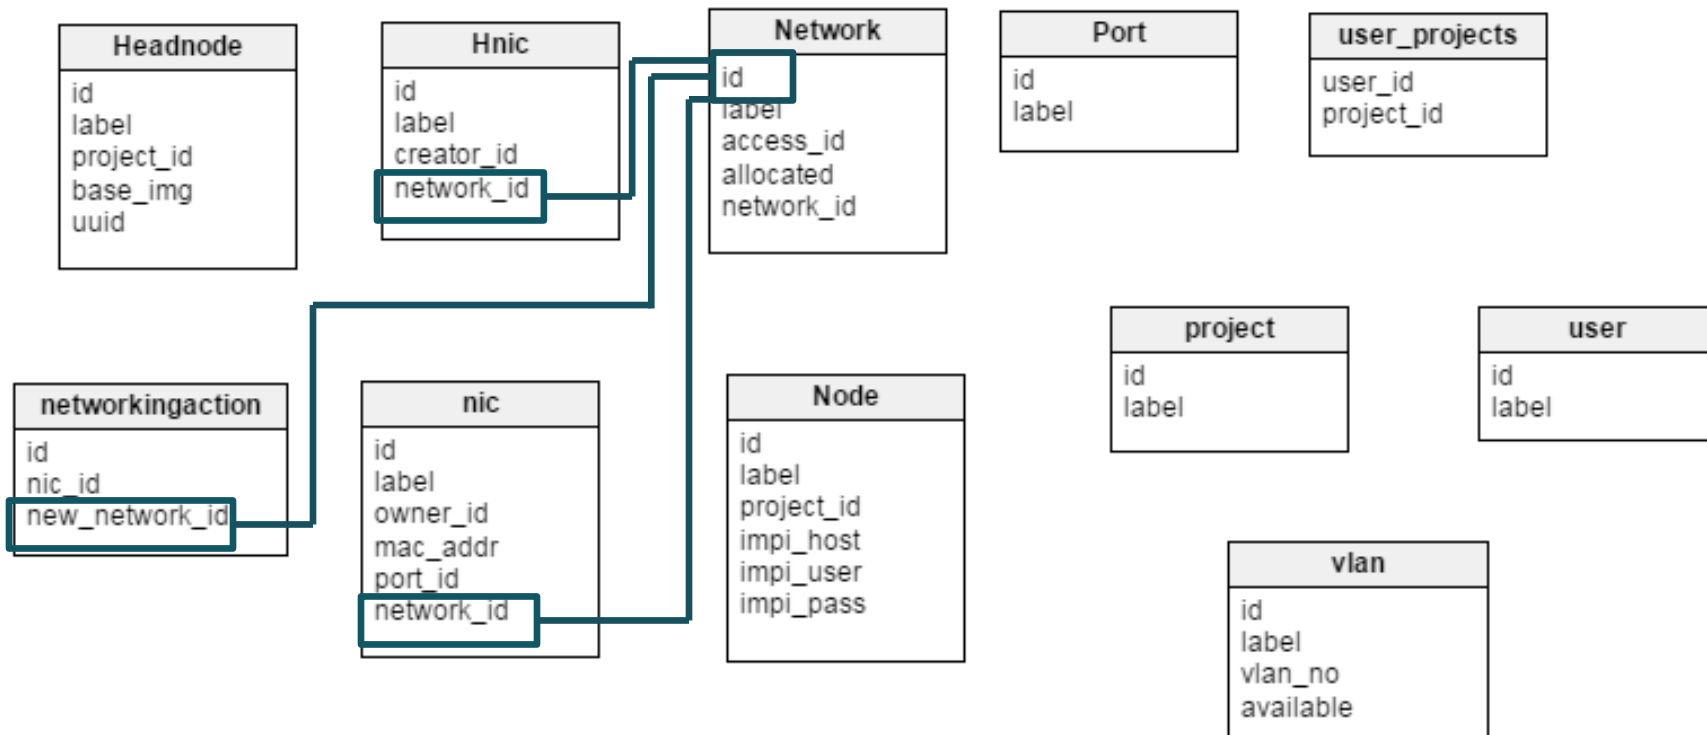 Headnode
id
label
project_id
base_img
uuid
Hnic
id
label
creator_id
network_id
Network
id
label
access_id
allocated
network_id
Port
id
label
user_projects
user_id
project_id
networkingaction
id
nic_id
new_network_id
nic
id
label
owner_id
mac_addr
port_id
network_id
Node
id
label
project_id
impi_host
impi_user
impi_pass
project
id
label
user
id
label
vlan
id
label
vlan_no
available